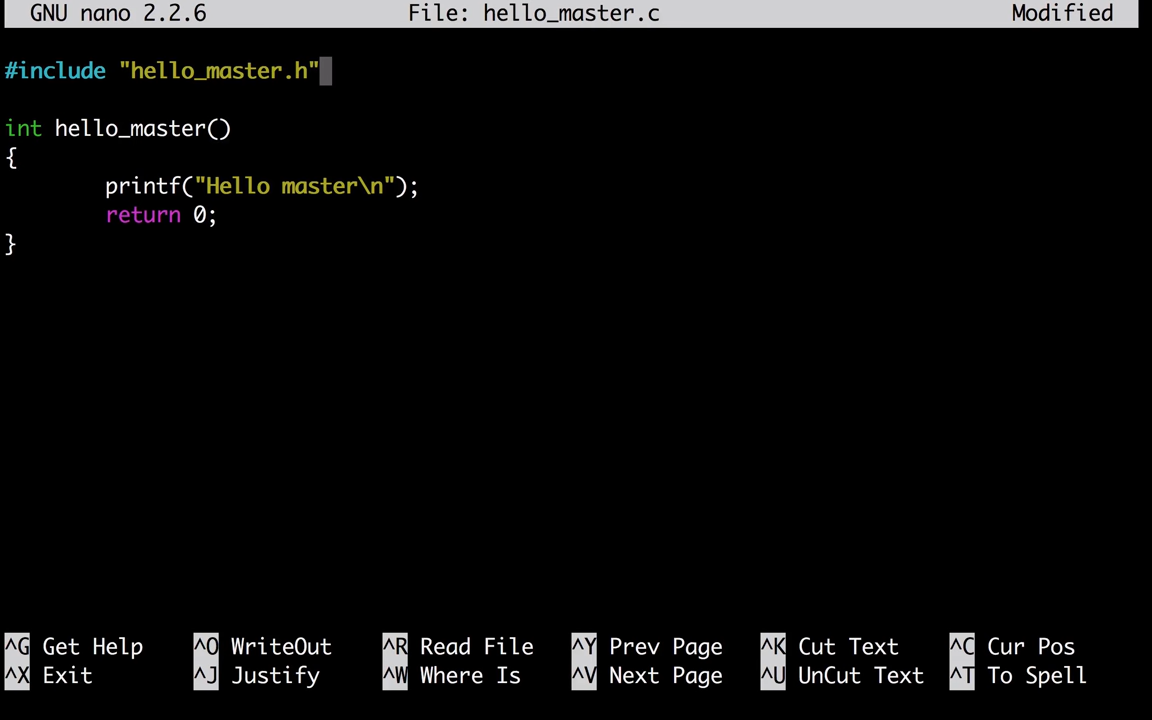 GNU nano 2.2.6 File: hello_master.c Modified
#include "hello_master.h"
int hello_master()
{
printf("Hello master\n");
return 0;
}
^G Get Help ^O WriteOut ^R Read File ^Y Prev Page ^K Cut Text ^C Cur Pos
^X Exit ^J Justify ^W Where Is ^V Next Page ^U UnCut Text ^T To Spell